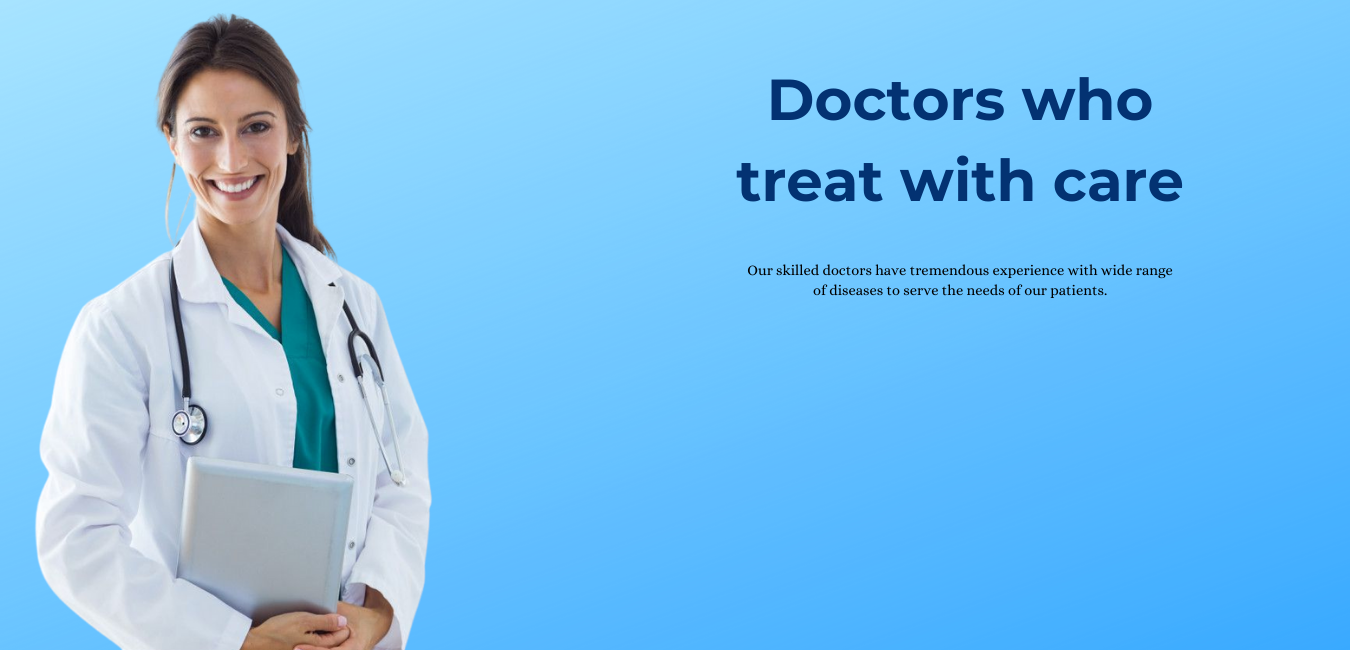 Doctors who
treat with care
Our skilled doctors have tremendous experience with wide range
of diseases to serve the needs of our patients.